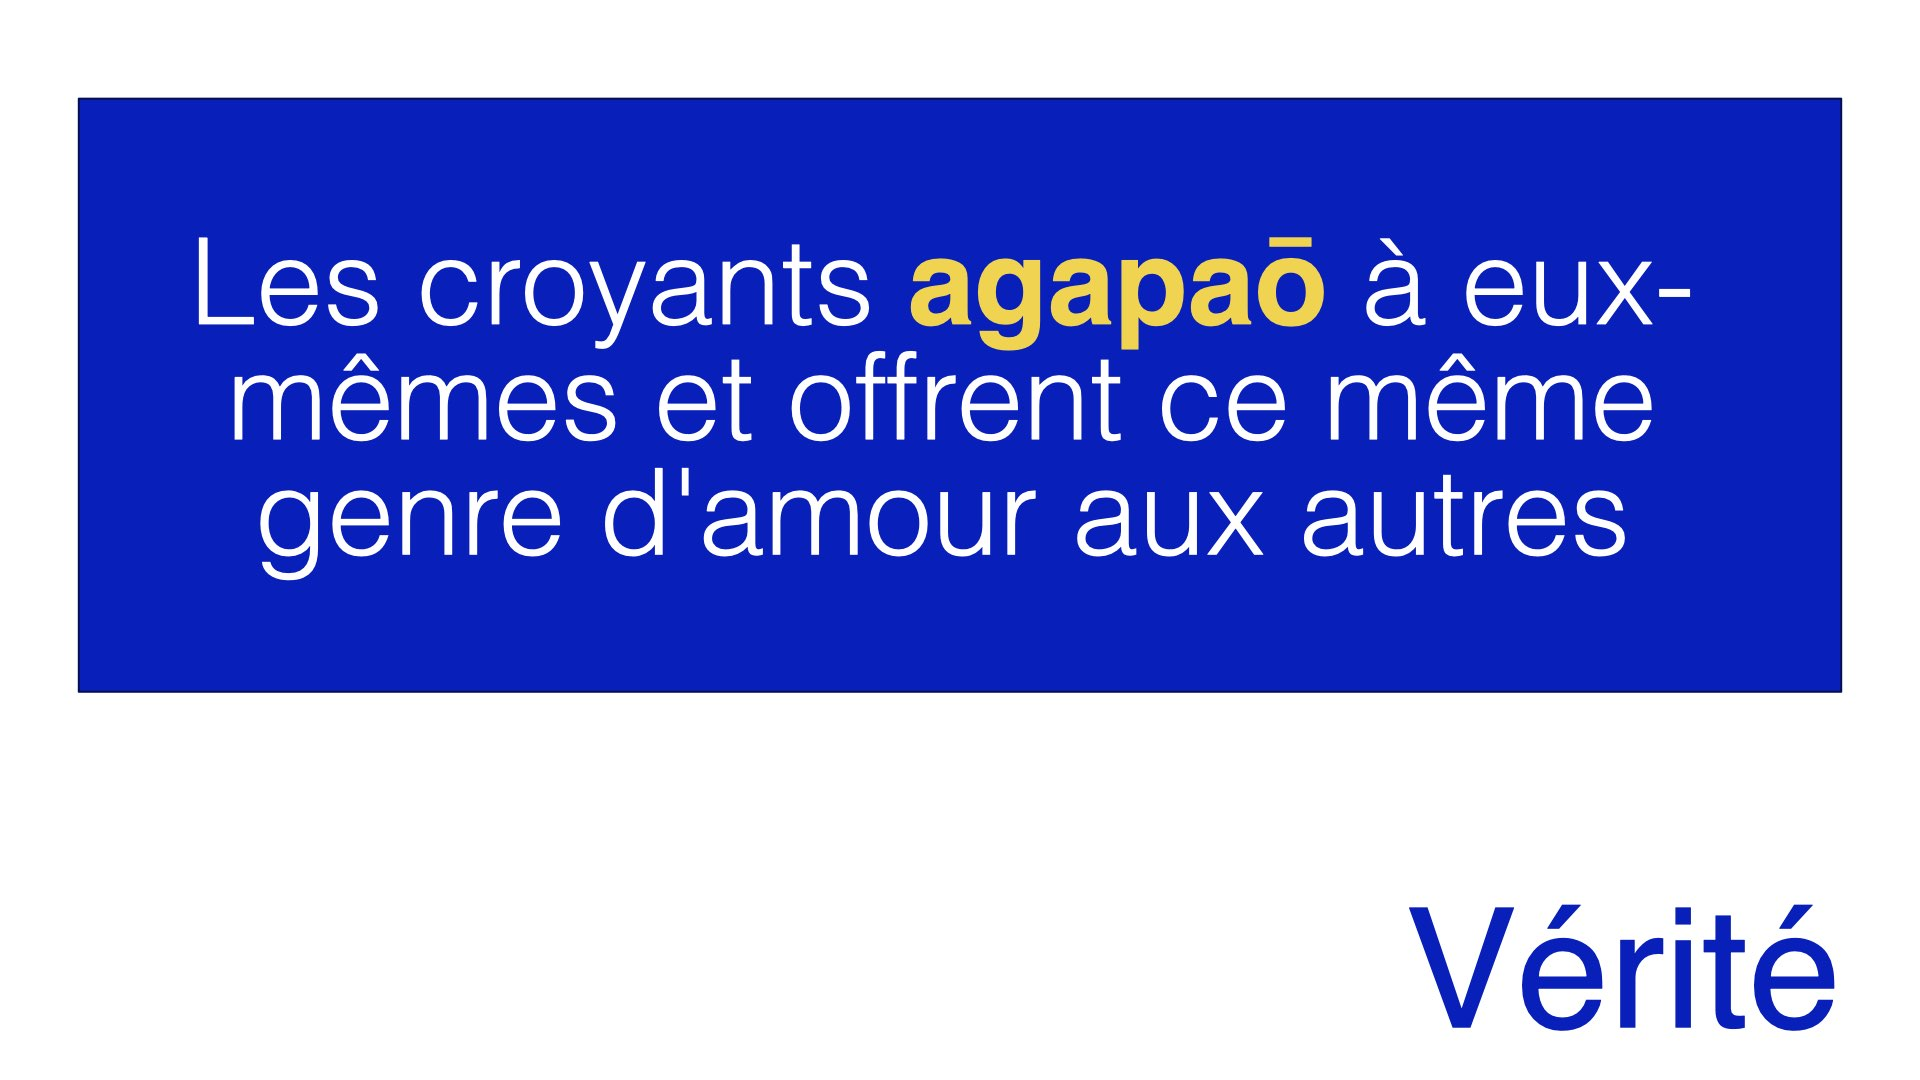 Les croyants agapaō à eux-
mêmes et offrent ce même
genre d'amour aux autres
Vérité